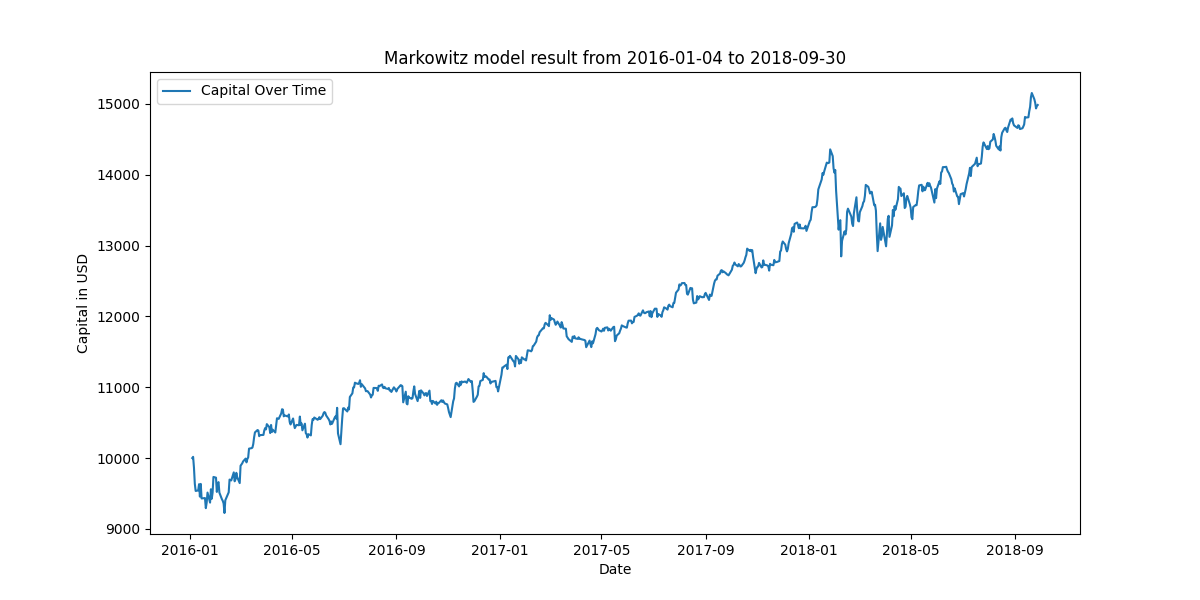 Markowitz model result from 2016-01-04 to 2018-09-30
Capital Over Time
15000
14000
13000
12000
11000
10000
9000
Capital in USD
2016-01 2016-05 2016-09 2017-01 2017-05 2017-09 2018-01 2018-05 2018-09
Date